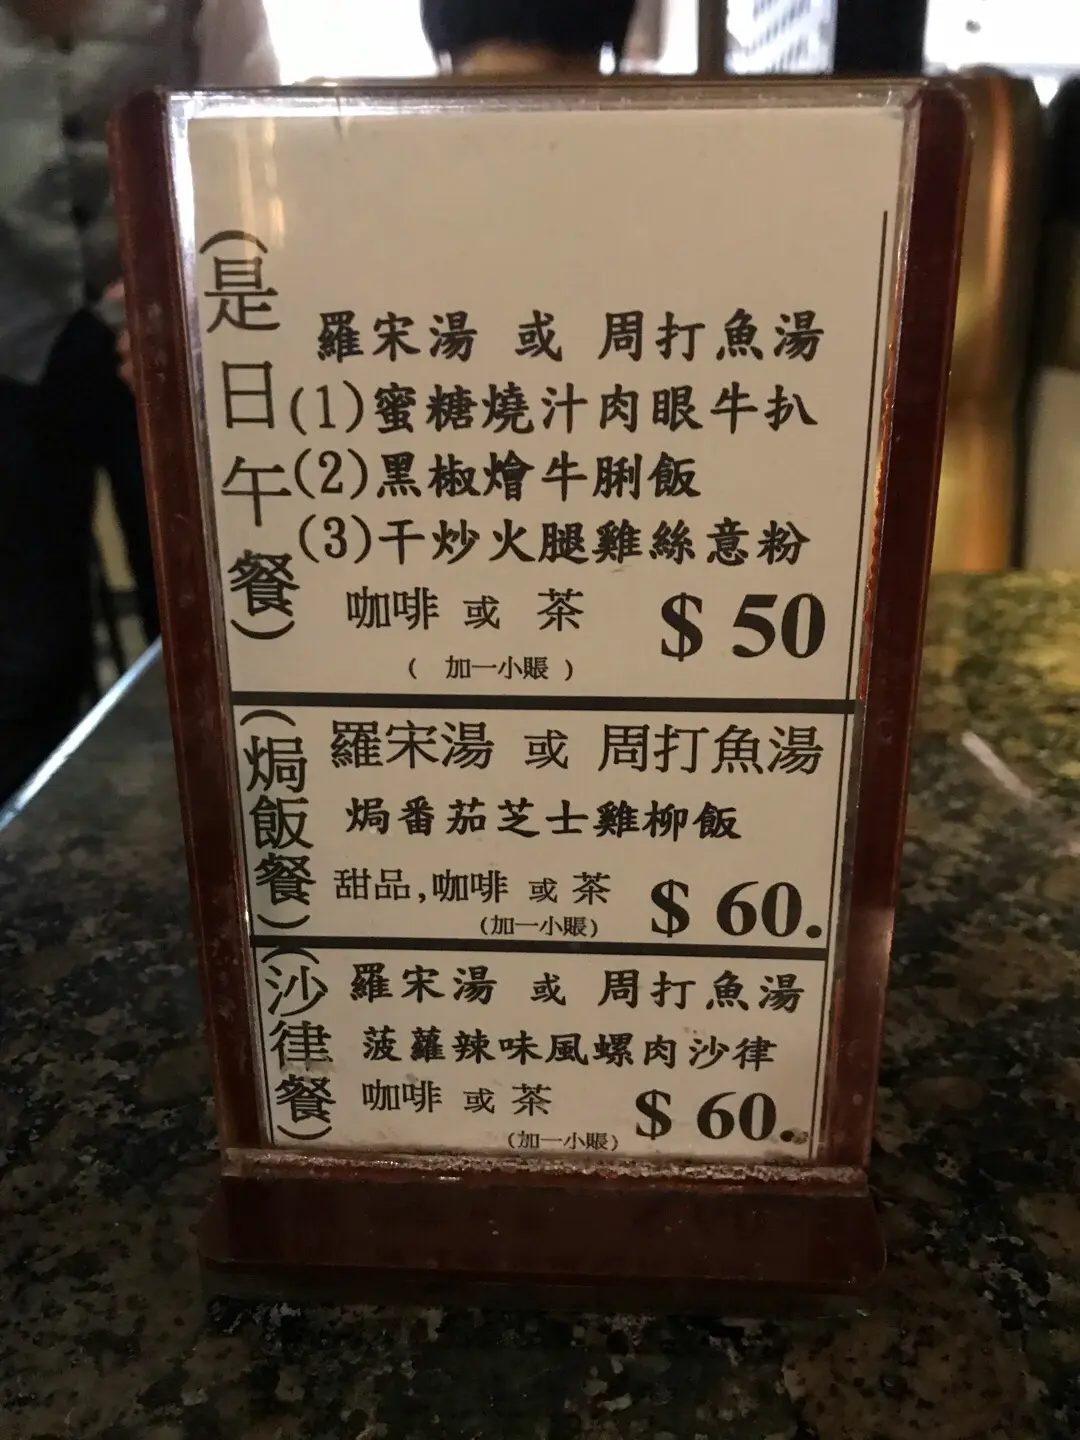 (是日午餐)
羅宋湯 或 周打魚湯
(1)蜜糖燒汁肉眼牛扒
(2)黑椒燴牛脷飯
(3)干炒火腿雞絲意粉
咖啡 或 茶 $50
( 加一小賬 )
(焗飯餐)
羅宋湯 或 周打魚湯
焗番茄芝士雞柳飯
甜品,咖啡 或 茶 $60.
(加一小賬)
(沙律餐)
羅宋湯 或 周打魚湯
菠蘿辣味風螺肉沙律
咖啡 或 茶 $60.
(加一小賬)